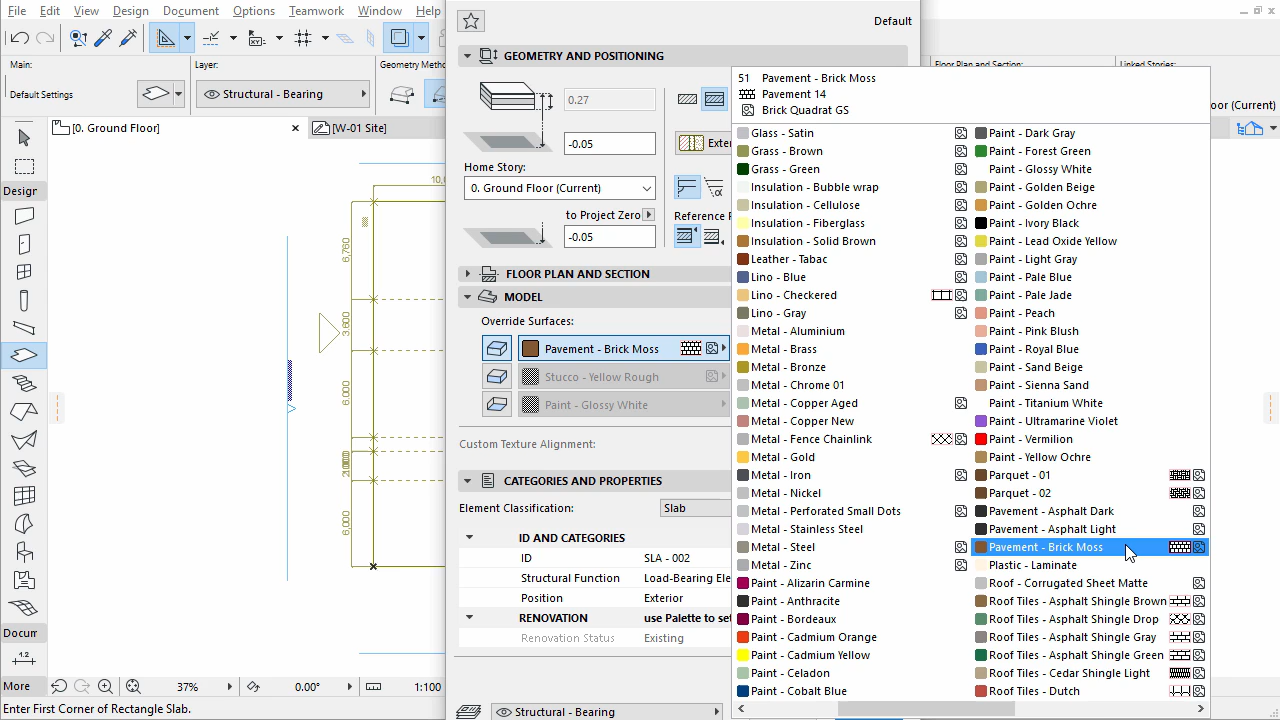 File Edit View Design Document Options Teamwork Window Help
Main:
Default Settings
Layer:
Structural - Bearing
Geometry Metho
[0. Ground Floor]
[W-01 Site]
Design
10,
6,760
3,600
6,000
6,000
Docum
1.2
More
37%
0.00°
1:100
Enter First Corner of Rectangle Slab.
Default
GEOMETRY AND POSITIONING
0.27
-0.05
Home Story:
0. Ground Floor (Current)
to Project Zero
-0.05
Exter
Reference
FLOOR PLAN AND SECTION
MODEL
Override Surfaces:
Pavement - Brick Moss
Stucco - Yellow Rough
Paint - Glossy White
Custom Texture Alignment:
CATEGORIES AND PROPERTIES
Element Classification:
Slab
ID AND CATEGORIES
ID SLA - 002
Structural Function Load-Bearing Ele
Position Exterior
RENOVATION use Palette to set
Renovation Status Existing
Structural - Bearing
Floor Plan and Section:
Linked Stories:
oor (Current)
51 Pavement - Brick Moss
Pavement 14
Brick Quadrat GS
Glass - Satin
Grass - Brown
Grass - Green
Insulation - Bubble wrap
Insulation - Cellulose
Insulation - Fiberglass
Insulation - Solid Brown
Leather - Tabac
Lino - Blue
Lino - Checkered
Lino - Gray
Metal - Aluminium
Metal - Brass
Metal - Bronze
Metal - Chrome 01
Metal - Copper Aged
Metal - Copper New
Metal - Fence Chainlink
Metal - Gold
Metal - Iron
Metal - Nickel
Metal - Perforated Small Dots
Metal - Stainless Steel
Metal - Steel
Metal - Zinc
Paint - Alizarin Carmine
Paint - Anthracite
Paint - Bordeaux
Paint - Cadmium Orange
Paint - Cadmium Yellow
Paint - Celadon
Paint - Cobalt Blue
Paint - Dark Gray
Paint - Forest Green
Paint - Glossy White
Paint - Golden Beige
Paint - Golden Ochre
Paint - Ivory Black
Paint - Lead Oxide Yellow
Paint - Light Gray
Paint - Pale Blue
Paint - Pale Jade
Paint - Peach
Paint - Pink Blush
Paint - Royal Blue
Paint - Sand Beige
Paint - Sienna Sand
Paint - Titanium White
Paint - Ultramarine Violet
Paint - Vermilion
Paint - Yellow Ochre
Parquet - 01
Parquet - 02
Pavement - Asphalt Dark
Pavement - Asphalt Light
Pavement - Brick Moss
Plastic - Laminate
Roof - Corrugated Sheet Matte
Roof Tiles - Asphalt Shingle Brown
Roof Tiles - Asphalt Shingle Drop
Roof Tiles - Asphalt Shingle Gray
Roof Tiles - Asphalt Shingle Green
Roof Tiles - Cedar Shingle Light
Roof Tiles - Dutch